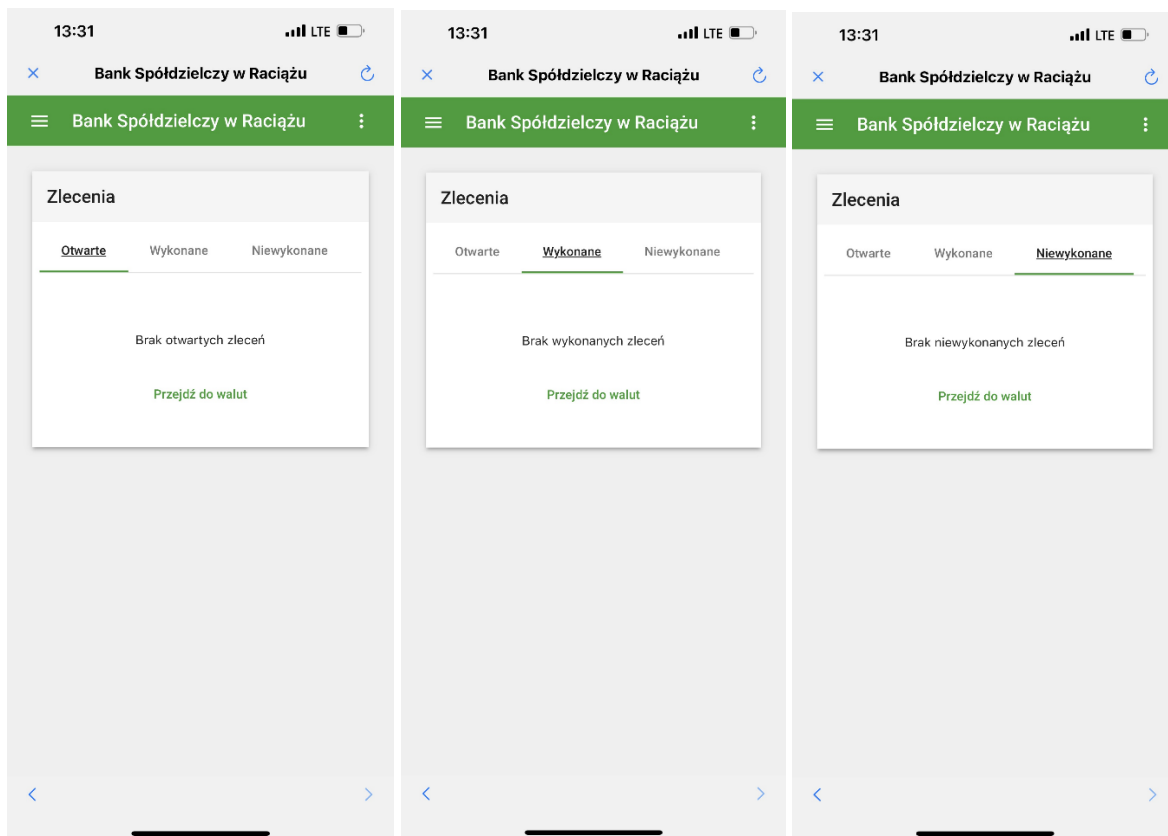 13:31 LTE
Bank Spółdzielczy w Raciążu
Bank Spółdzielczy w Raciążu
Zlecenia
Otwarte Wykonane Niewykonane
Brak otwartych zleceń
Przejdź do walut
13:31 LTE
Bank Spółdzielczy w Raciążu
Bank Spółdzielczy w Raciążu
Zlecenia
Otwarte Wykonane Niewykonane
Brak wykonanych zleceń
Przejdź do walut
13:31 LTE
Bank Spółdzielczy w Raciążu
Bank Spółdzielczy w Raciążu
Zlecenia
Otwarte Wykonane Niewykonane
Brak niewykonanych zleceń
Przejdź do walut